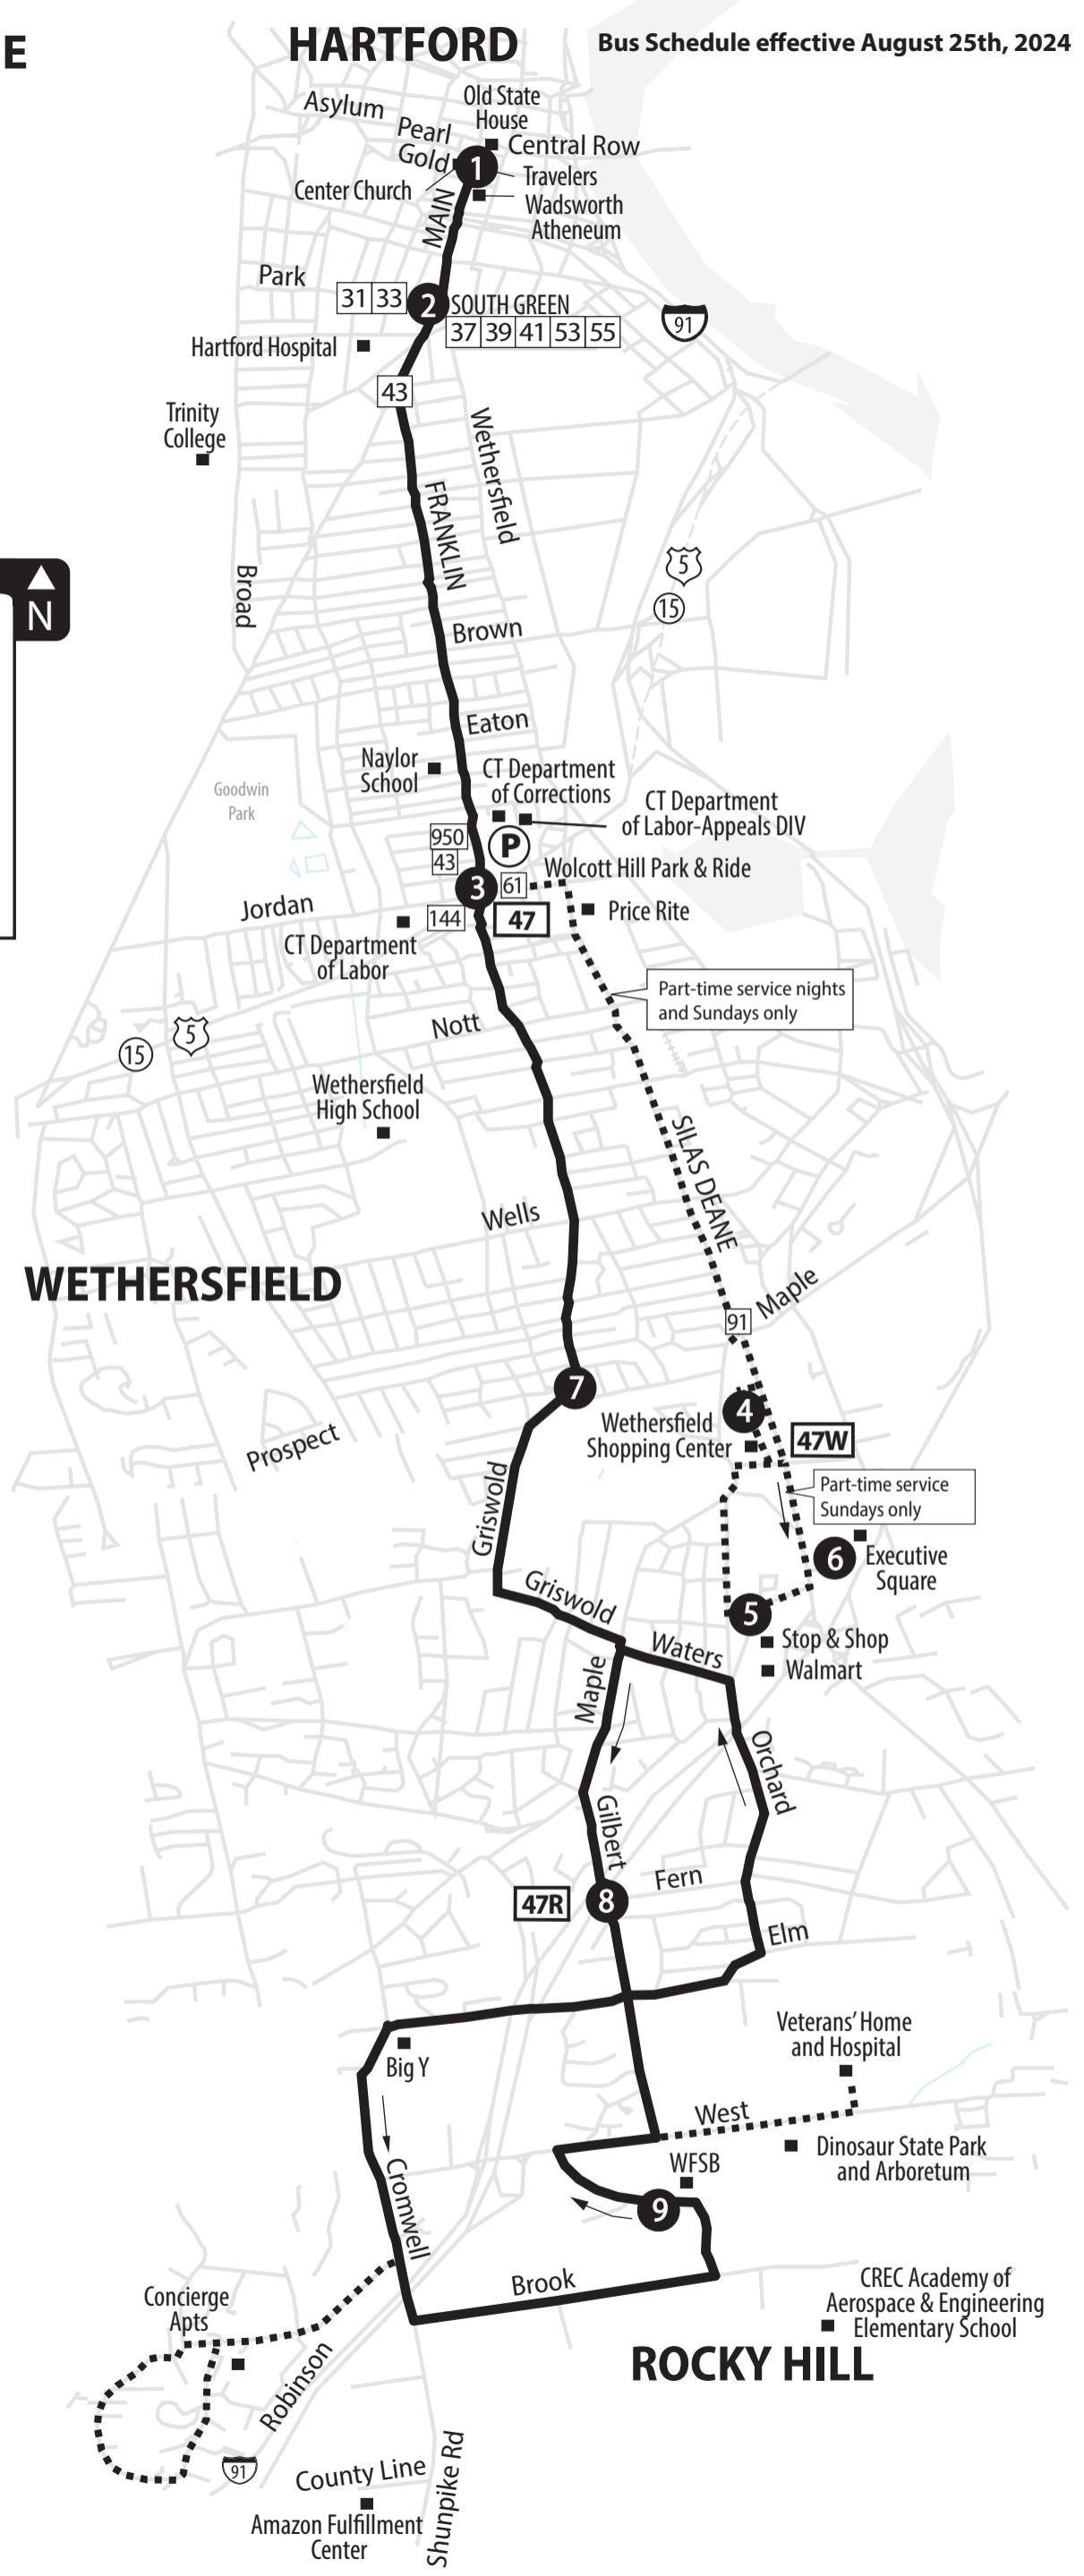 E
HARTFORD
Bus Schedule effective August 25th, 2024
Asylum
Old State
House
Pearl
Central Row
Gold
1
Travelers
Center Church
Wadsworth
Atheneum
MAIN
Park
31 33
2
SOUTH GREEN
37 39 41 53 55
91
Hartford Hospital
43
Trinity
College
Wethersfield
FRANKLIN
5
15
Broad
N
Brown
Eaton
Naylor
School
CT Department
of Corrections
Goodwin
Park
CT Department
of Labor-Appeals DIV
950
43
P
Wolcott Hill Park & Ride
3
61
Price Rite
Jordan
144
47
CT Department
of Labor
Part-time service nights
and Sundays only
Nott
5
15
Wethersfield
High School
SILAS DEANE
Wells
WETHERSFIELD
Maple
91
7
4
Wethersfield
Shopping Center
47W
Prospect
Part-time service
Sundays only
Griswold
6
Executive
Square
Griswold
5
Stop & Shop
Waters
Walmart
Maple
Orchard
Gilbert
Fern
47R
8
Elm
Veterans' Home
and Hospital
Big Y
West
Dinosaur State Park
and Arboretum
WFSB
9
Cromwell
Brook
CREC Academy of
Aerospace & Engineering
Elementary School
Concierge
Apts
ROCKY HILL
Robinson
91
County Line
Shunpike Rd
Amazon Fulfillment
Center